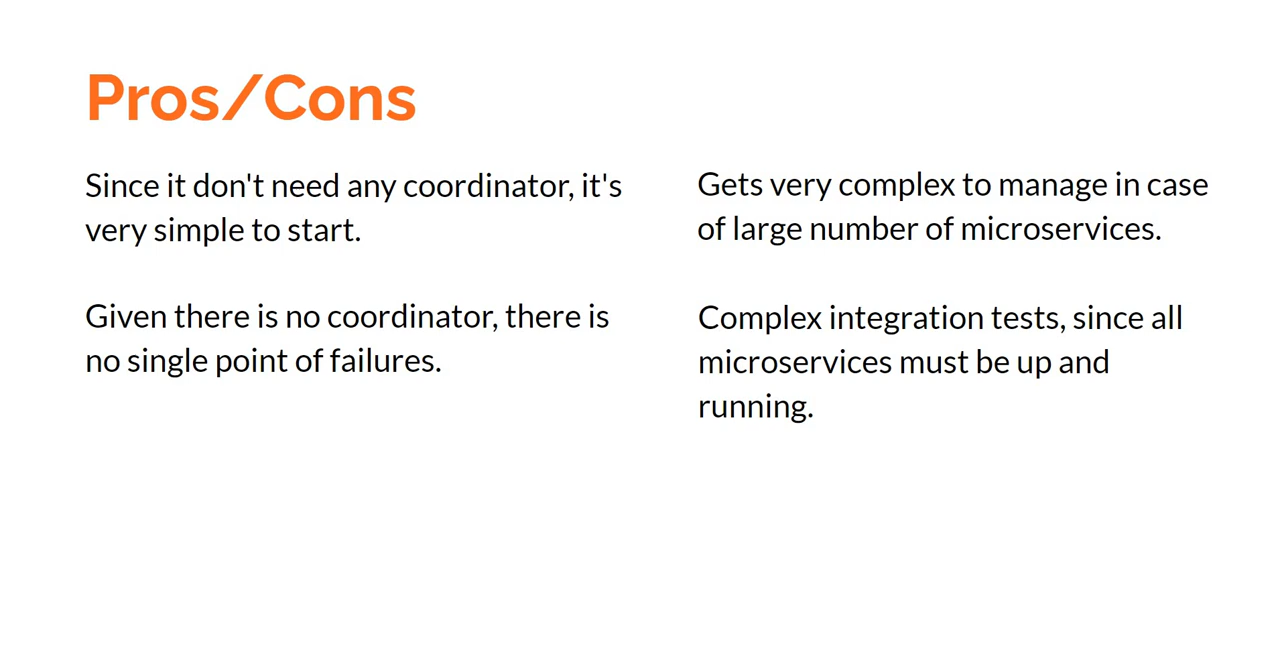 Pros/Cons
Since it don't need any coordinator, it's
very simple to start.
Given there is no coordinator, there is
no single point of failures.
Gets very complex to manage in case
of large number of microservices.
Complex integration tests, since all
microservices must be up and
running.